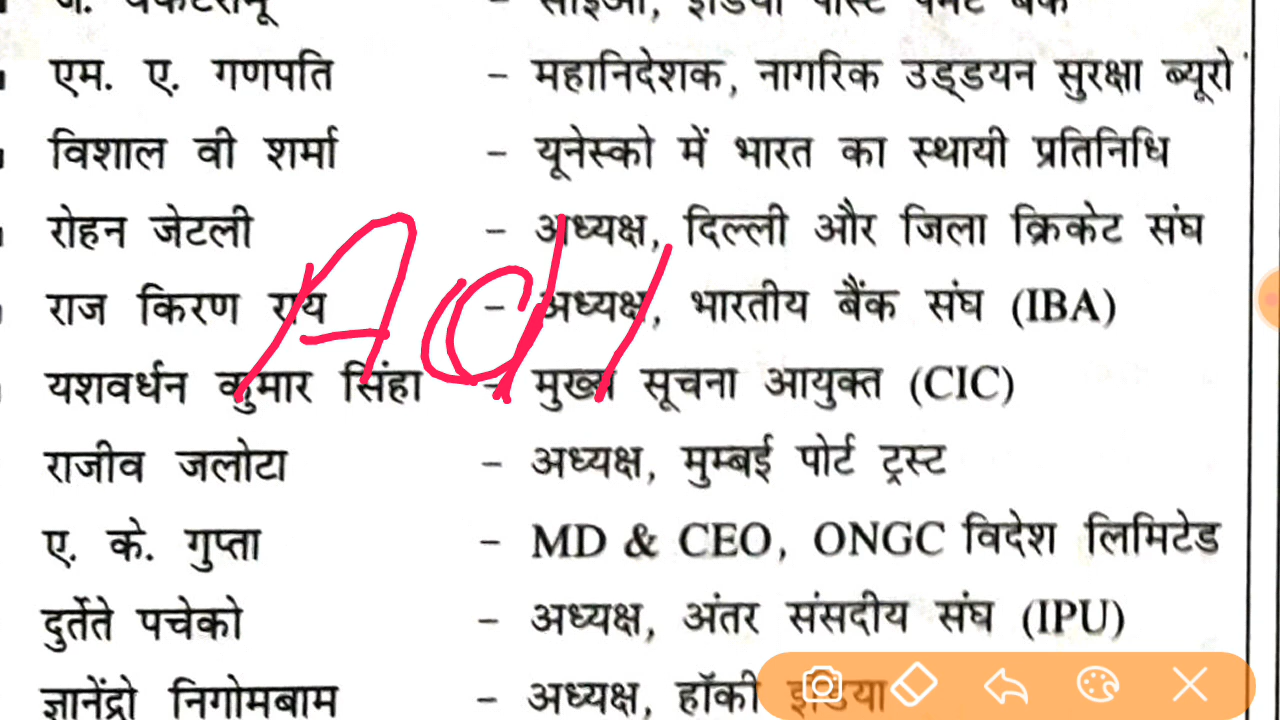 जे. वेंकटरामू – सीईओ, इंडिया पोस्ट पेमेंट बैंक
एम. ए. गणपति – महानिदेशक, नागरिक उड्डयन सुरक्षा ब्यूरो
विशाल वी शर्मा – यूनेस्को में भारत का स्थायी प्रतिनिधि
रोहन जेटली – अध्यक्ष, दिल्ली और जिला क्रिकेट संघ
राज किरण राय – अध्यक्ष, भारतीय बैंक संघ (IBA)
यशवर्धन कुमार सिंहा – मुख्य सूचना आयुक्त (CIC)
राजीव जलोटा – अध्यक्ष, मुम्बई पोर्ट ट्रस्ट
ए. के. गुप्ता – MD & CEO, ONGC विदेश लिमिटेड
दुर्तेते पचेको – अध्यक्ष, अंतर संसदीय संघ (IPU)
ज्ञानेंद्रो निगोमबाम – अध्यक्ष, हॉकी इंडिया